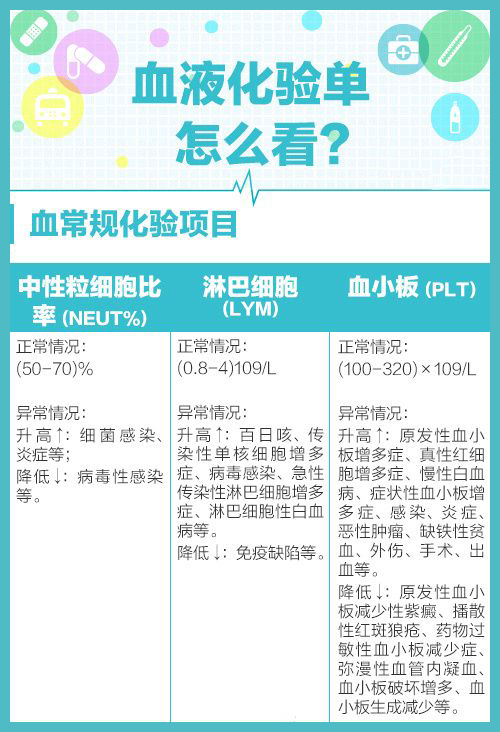 血液化验单
怎么看?
血常规化验项目
中性粒细胞比
率(NEUT%)
正常情况:
(50-70)%
异常情况:
升高↑: 细菌感染、
炎症等;
降低↓: 病毒性感染
等。
淋巴细胞
(LYM)
正常情况:
(0.8-4)109/L
异常情况:
升高↑: 百日咳、传
染性单核细胞增多
症、病毒感染、急性
传染性淋巴细胞增多
症、淋巴细胞性白血
病等。
降低↓: 免疫缺陷等。
血小板(PLT)
正常情况:
(100-320)×109/L
异常情况:
升高↑: 原发性血小
板增多症、真性红细
胞增多症、慢性白血
病、症状性血小板增
多症、感染、炎症、
恶性肿瘤、缺铁性贫
血、外伤、手术、出
血等。
降低↓: 原发性血小
板减少性紫癜、播散
性红斑狼疮、药物过
敏性血小板减少症、
弥漫性血管内凝血、
血小板破坏增多、血
小板生成减少等。